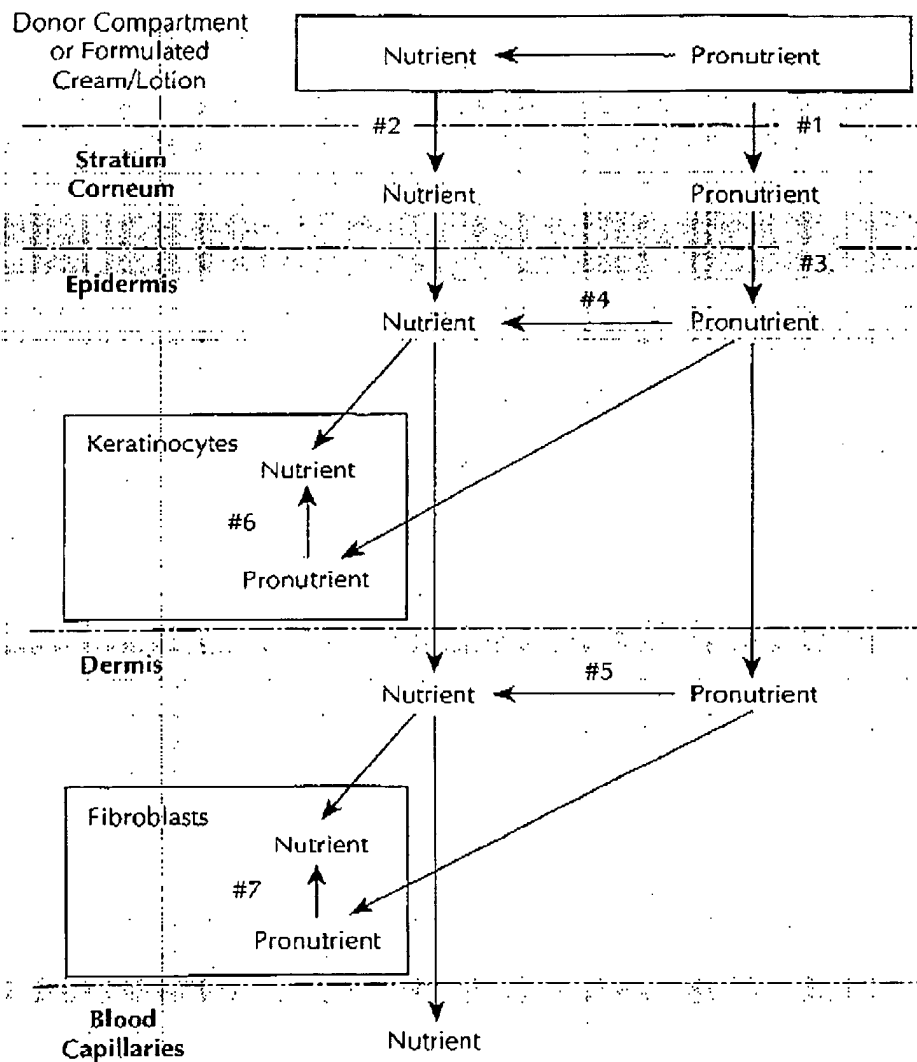 Donor Compartment
or Formulated
Cream/Lotion
Nutrient Pronutrient
#2 #1
Stratum
Corneum
Nutrient Pronutrient
#3
Epidermis
#4
Nutrient Pronutrient
Keratinocytes
Nutrient
#6
Pronutrient
Dermis
#5
Nutrient Pronutrient
Fibroblasts
Nutrient
#7
Pronutrient
Blood
Capillaries
Nutrient